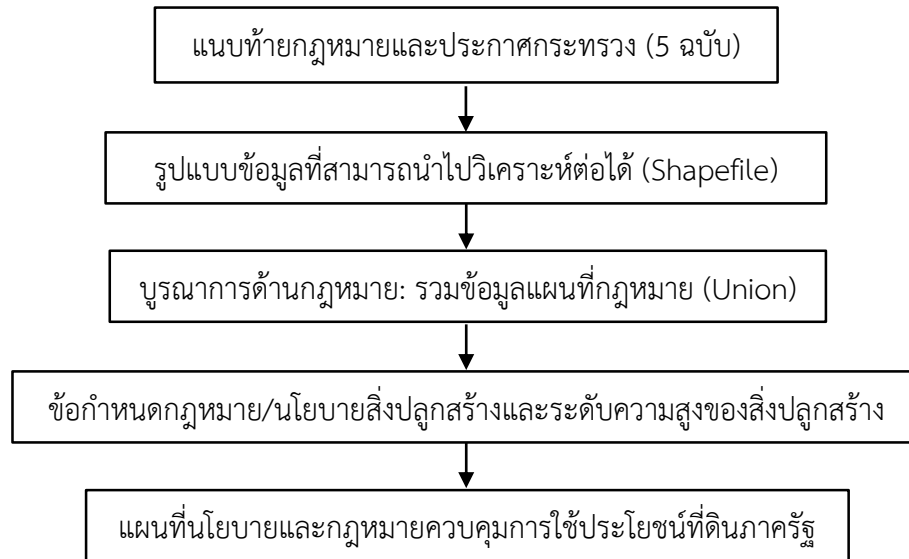 แนบท้ายกฎหมายและประกาศกระทรวง (5 ฉบับ)
รูปแบบข้อมูลที่สามารถนำไปวิเคราะห์ต่อได้ (Shapefile)
บูรณาการด้านกฎหมาย: รวมข้อมูลแผนที่กฎหมาย (Union)
ข้อกำหนดกฎหมาย/นโยบายสิ่งปลูกสร้างและระดับความสูงของสิ่งปลูกสร้าง
แผนที่นโยบายและกฎหมายควบคุมการใช้ประโยชน์ที่ดินภาครัฐ